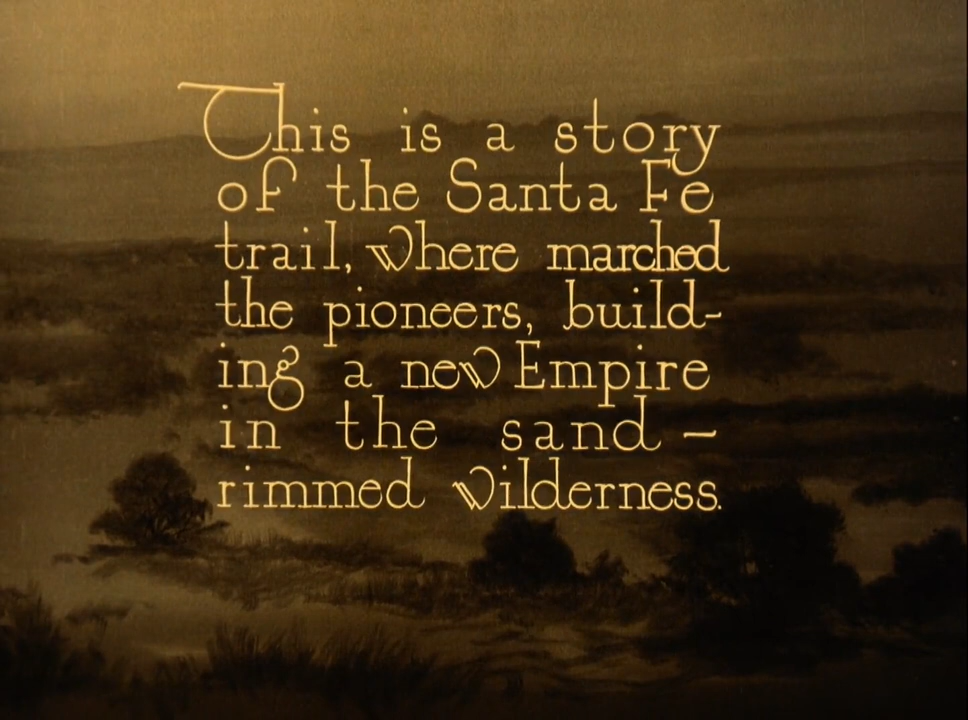 This is a story
of the Santa Fe
trail, where marched
the pioneers, build-
ing a new Empire
in the sand -
rimmed wilderness.